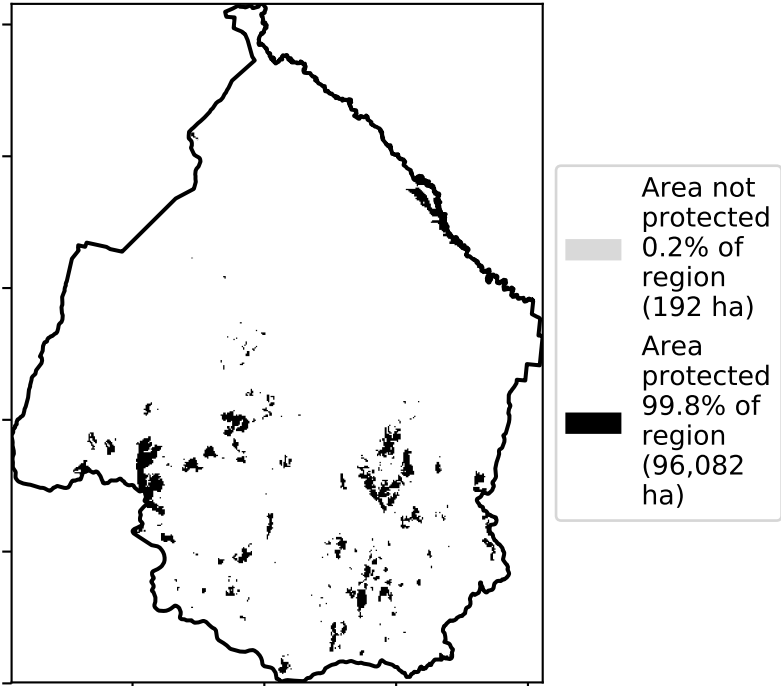 Area not
protected
0.2% of
region
(192 ha)
Area
protected
99.8% of
region
(96,082
ha)